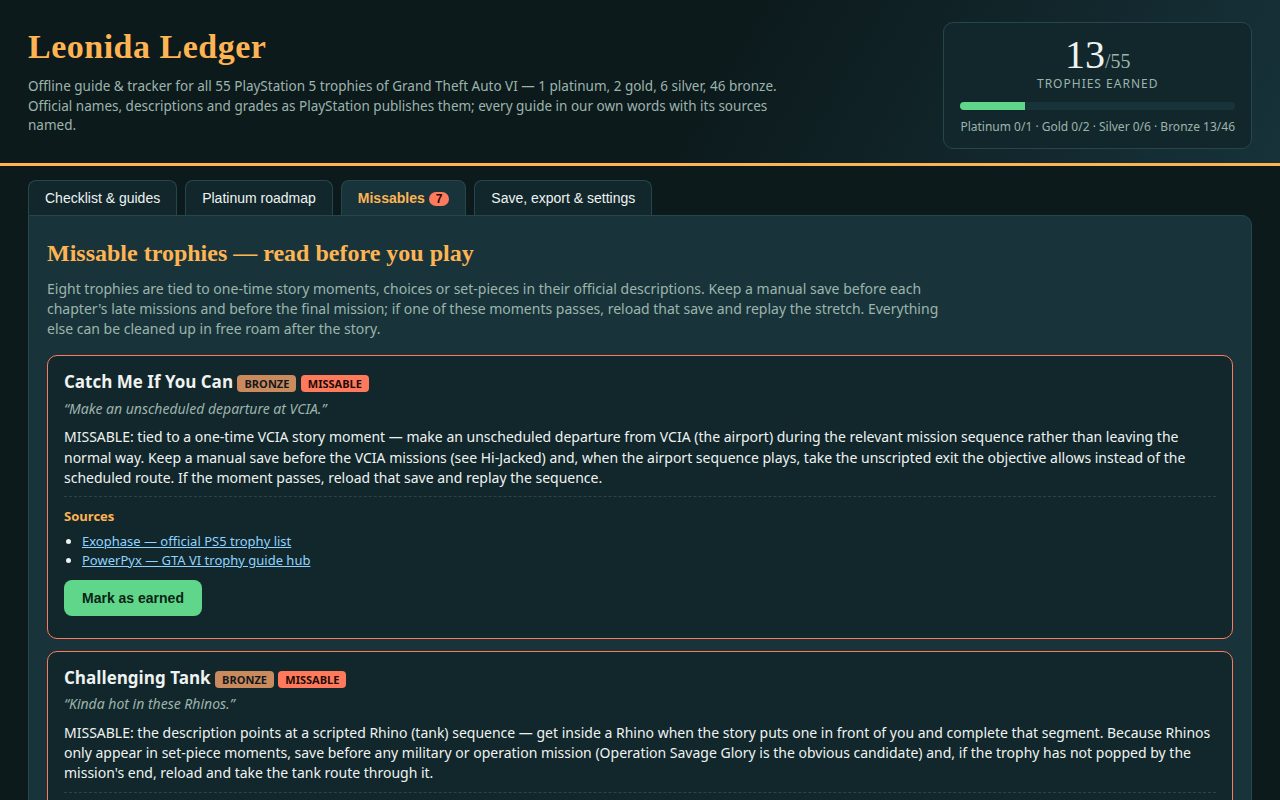 Leonida Ledger
Offline guide & tracker for all 55 PlayStation 5 trophies of Grand Theft Auto VI — 1 platinum, 2 gold, 6 silver, 46 bronze.
Official names, descriptions and grades as PlayStation publishes them; every guide in our own words with its sources
named.
13/55
TROPHIES EARNED
Platinum 0/1 · Gold 0/2 · Silver 0/6 · Bronze 13/46
Checklist & guides
Platinum roadmap
Missables 7
Save, export & settings
Missable trophies — read before you play
Eight trophies are tied to one-time story moments, choices or set-pieces in their official descriptions. Keep a manual save before each
chapter's late missions and before the final mission; if one of these moments passes, reload that save and replay the stretch. Everything
else can be cleaned up in free roam after the story.
Catch Me If You Can BRONZE MISSABLE
“Make an unscheduled departure at VCIA.”
MISSABLE: tied to a one-time VCIA story moment — make an unscheduled departure from VCIA (the airport) during the relevant mission sequence rather than leaving the
normal way. Keep a manual save before the VCIA missions (see Hi-Jacked) and, when the airport sequence plays, take the unscripted exit the objective allows instead of the
scheduled route. If the moment passes, reload that save and replay the sequence.
Sources
Exophase — official PS5 trophy list
PowerPyx — GTA VI trophy guide hub
Mark as earned
Challenging Tank BRONZE MISSABLE
“Kinda hot in these Rhinos.”
MISSABLE: the description points at a scripted Rhino (tank) sequence — get inside a Rhino when the story puts one in front of you and complete that segment. Because Rhinos
only appear in set-piece moments, save before any military or operation mission (Operation Savage Glory is the obvious candidate) and, if the trophy has not popped by the
mission's end, reload and take the tank route through it.